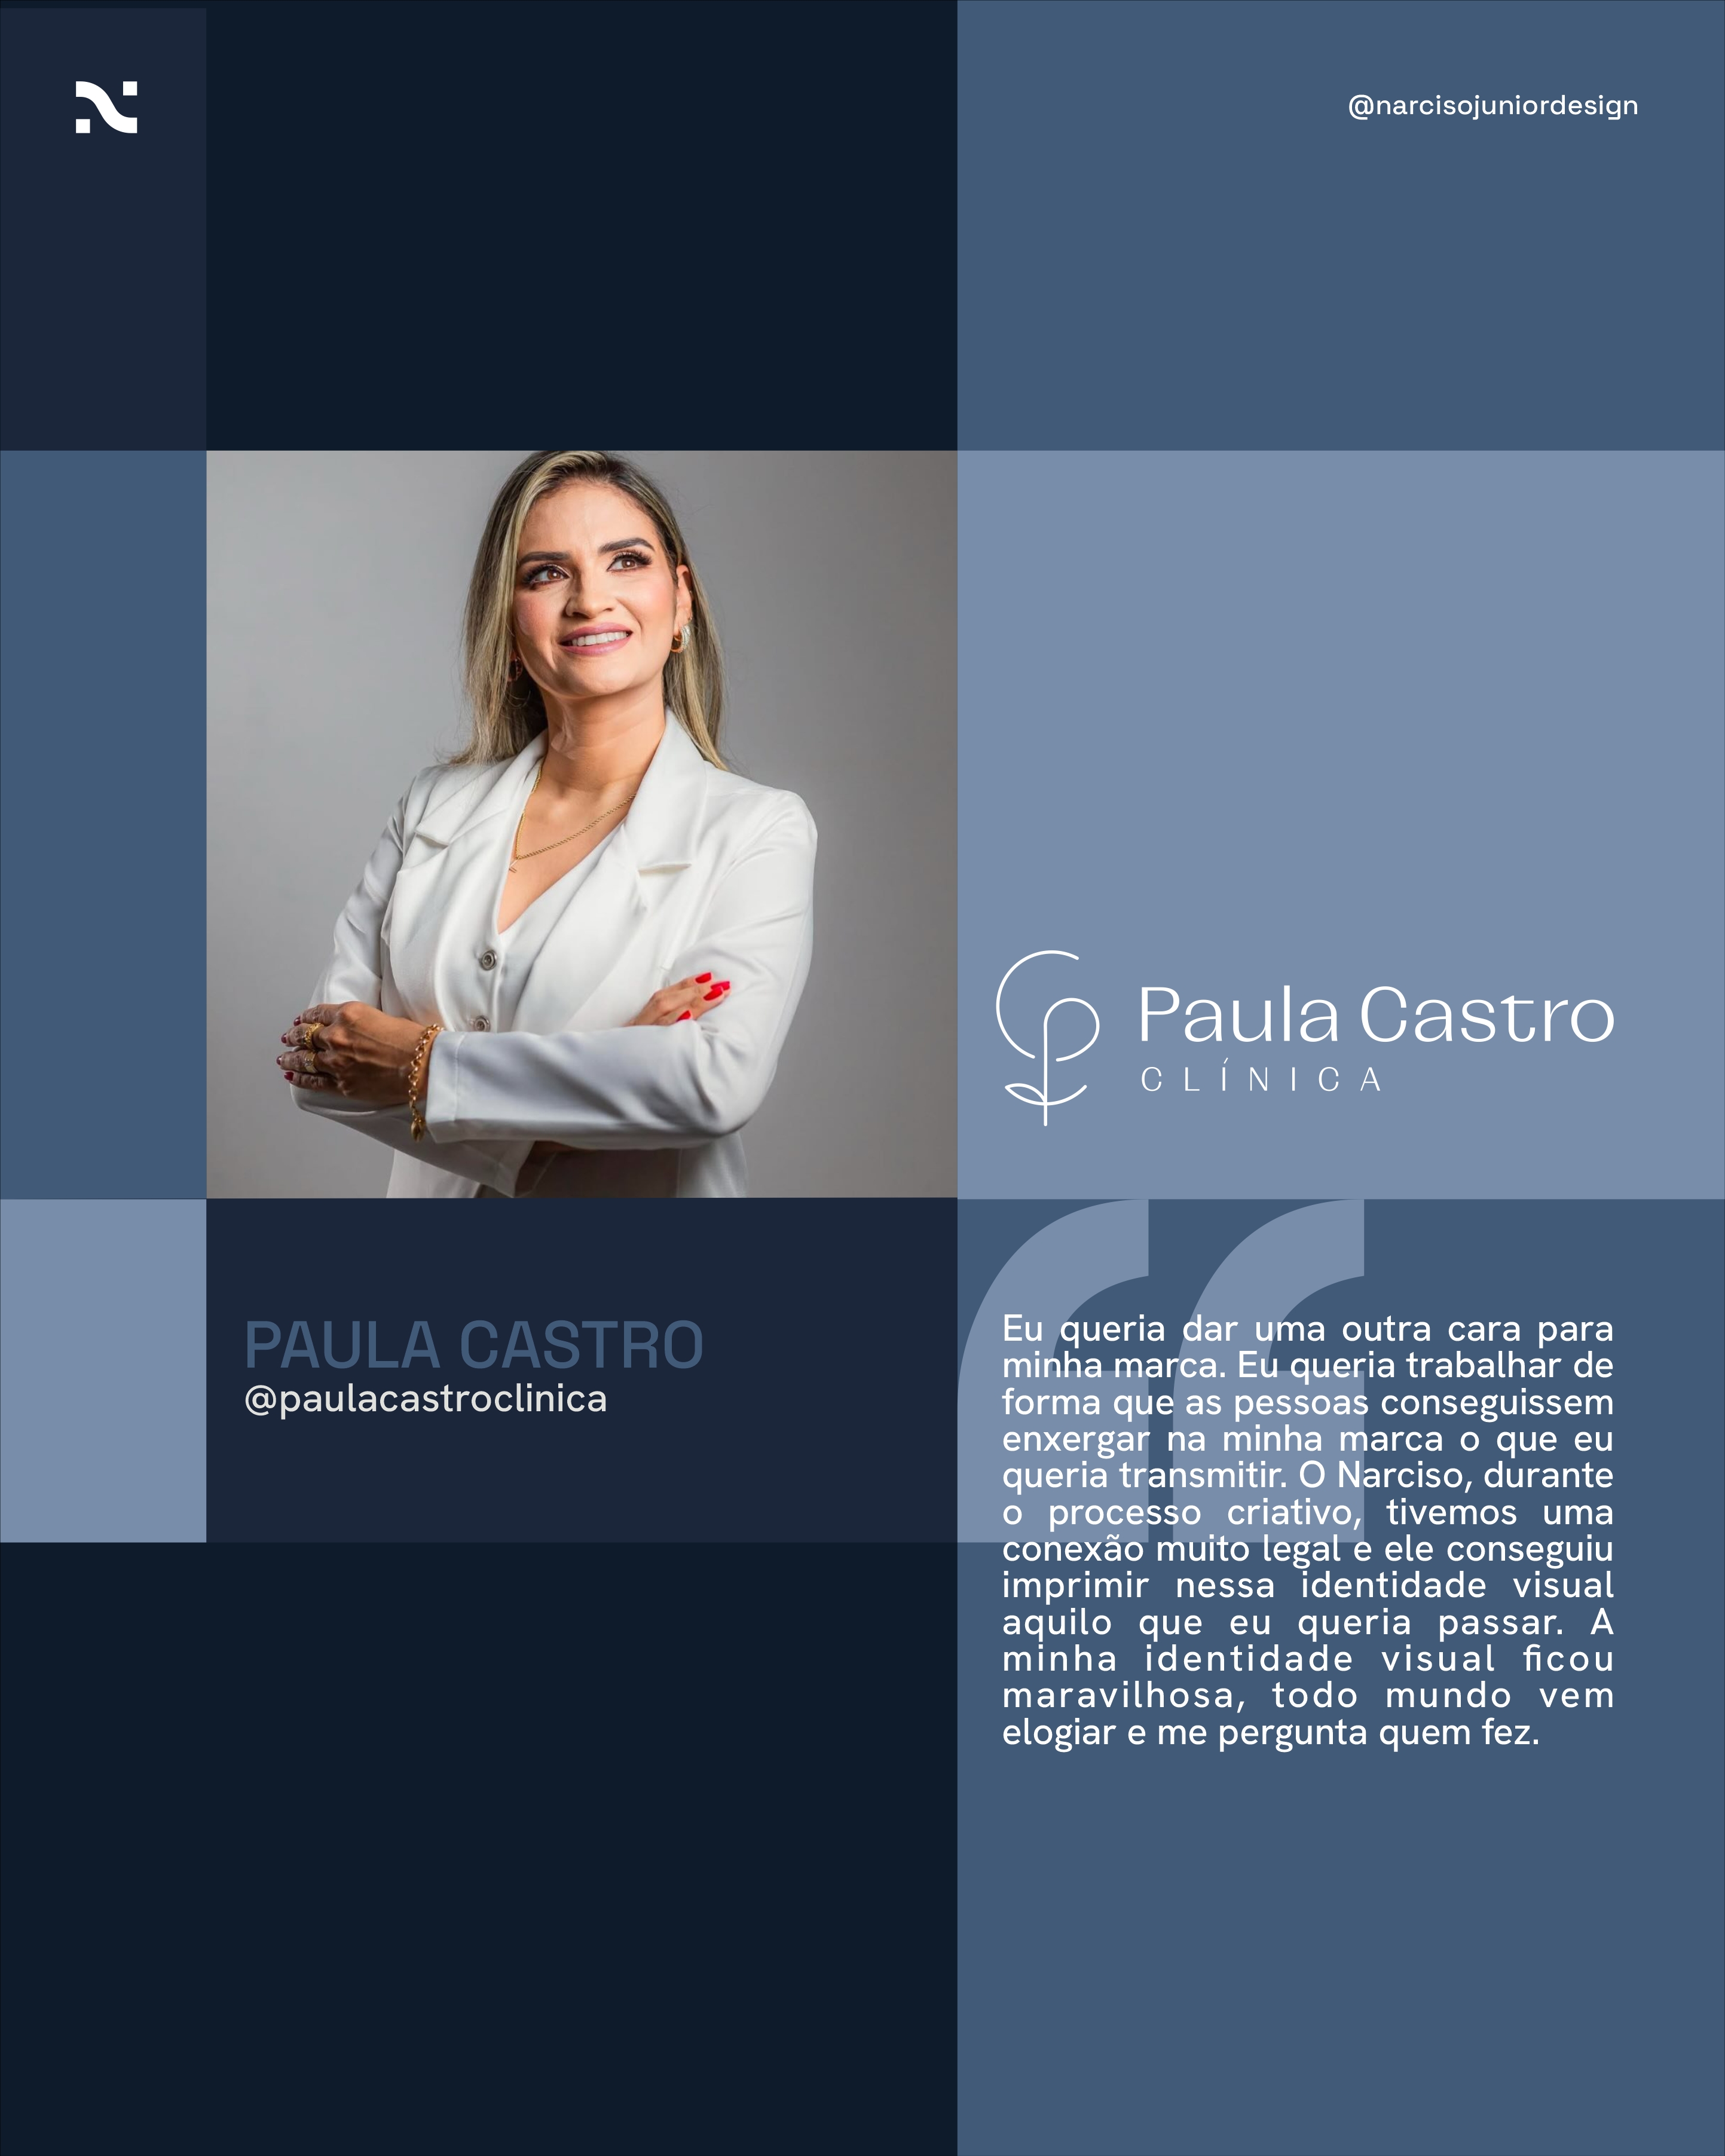 @narcisojuniordesign
Paula Castro
CLÍNICA
PAULA CASTRO
@paulacastroclinica
Eu queria dar uma outra cara para
minha marca. Eu queria trabalhar de
forma que as pessoas conseguissem
enxergar na minha marca o que eu
queria transmitir. O Narciso, durante
o processo criativo, tivemos uma
conexão muito legal e ele conseguiu
imprimir nessa identidade visual
aquilo que eu queria passar. A
minha identidade visual ficou
maravilhosa, todo mundo vem
elogiar e me pergunta quem fez.